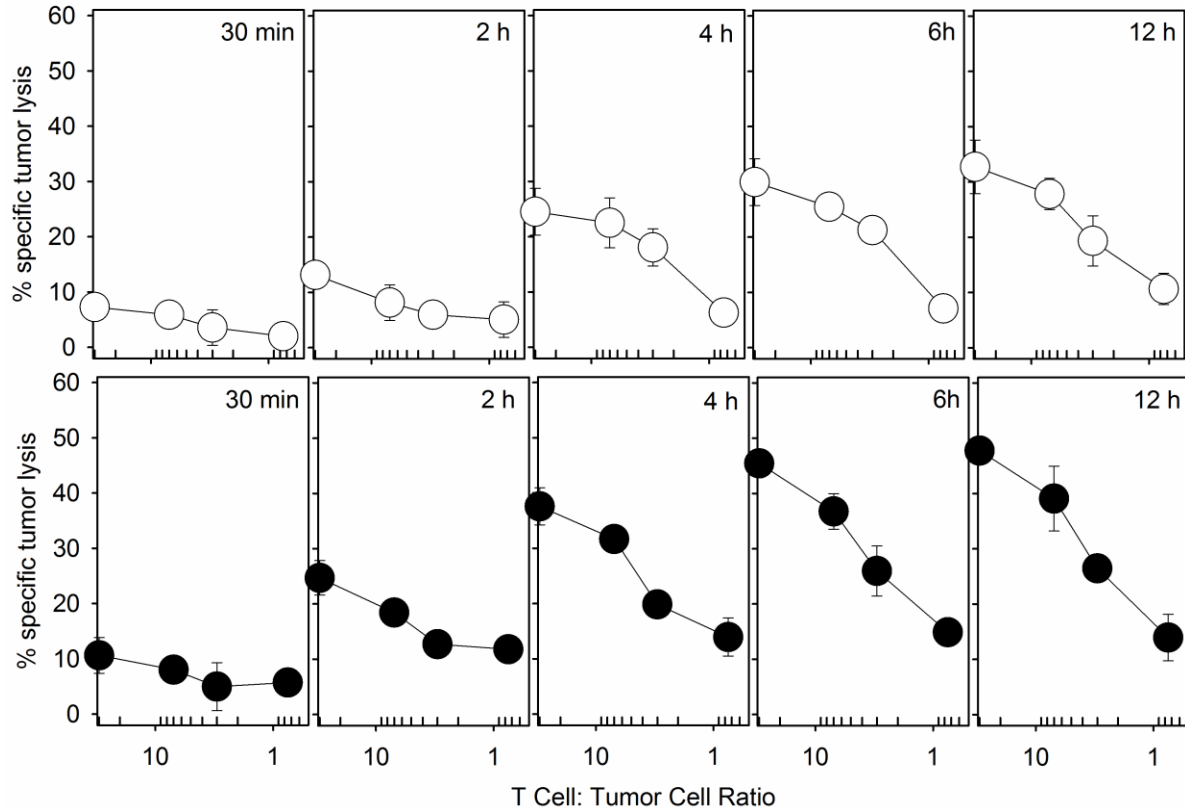 60
50
40
30
20
10
0
% specific tumor lysis
30 min
2 h
4 h
6h
12 h
60
50
40
30
20
10
0
% specific tumor lysis
30 min
2 h
4 h
6h
12 h
10 1 10 1 10 1 10 1 10 1
T Cell: Tumor Cell Ratio